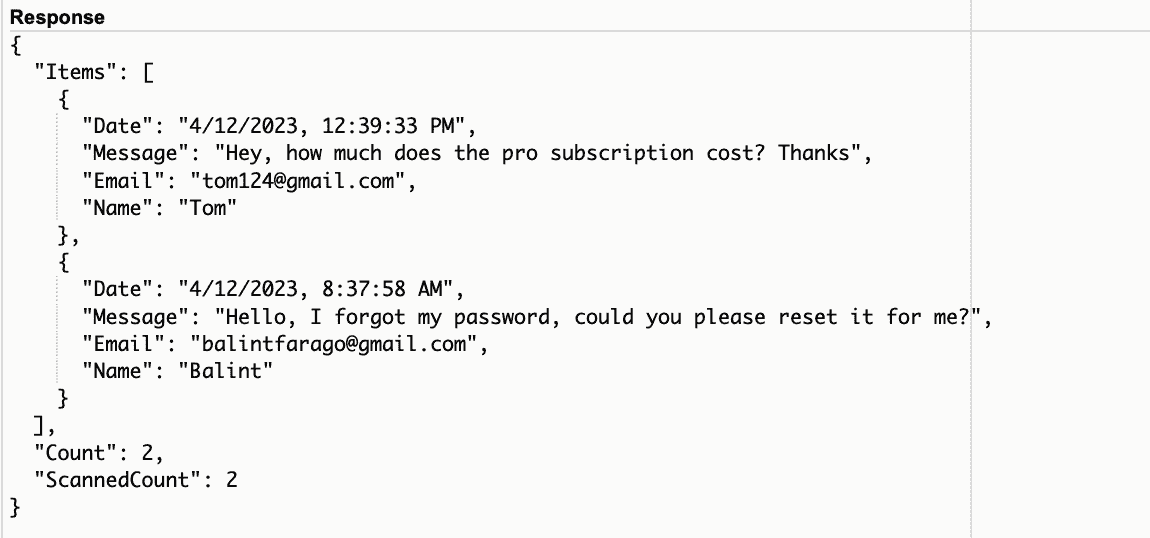 Response
{
  "Items": [
    {
      "Date": "4/12/2023, 12:39:33 PM",
      "Message": "Hey, how much does the pro subscription cost? Thanks",
      "Email": "tom124@gmail.com",
      "Name": "Tom"
    },
    {
      "Date": "4/12/2023, 8:37:58 AM",
      "Message": "Hello, I forgot my password, could you please reset it for me?",
      "Email": "balintfarago@gmail.com",
      "Name": "Balint"
    }
  ],
  "Count": 2,
  "ScannedCount": 2
}